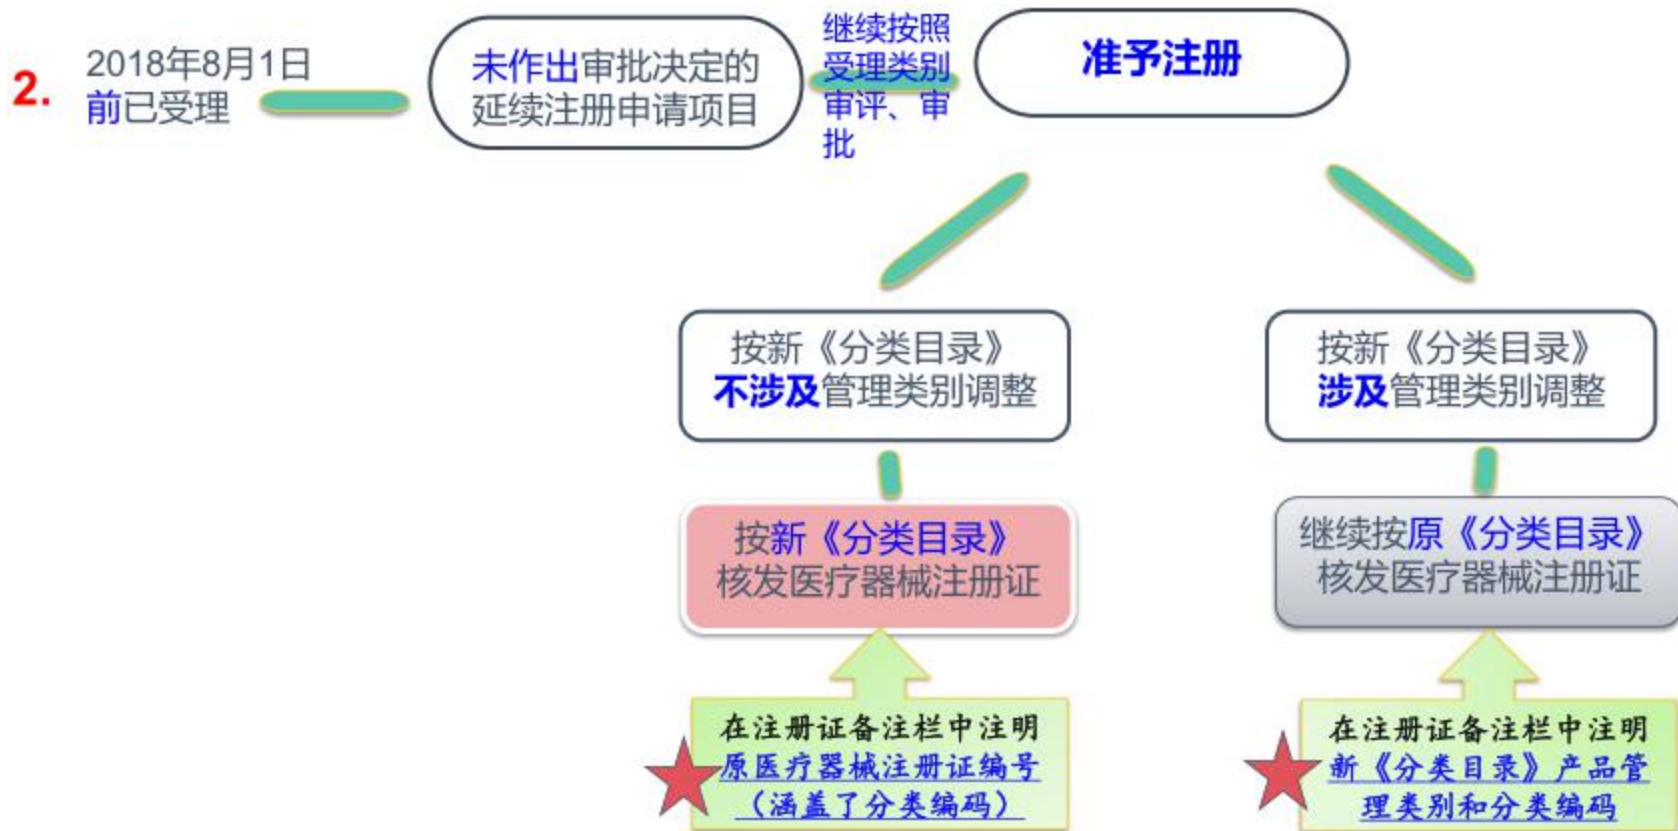 2.
2018年8月1日
前已受理
未作出审批决定的
延续注册申请项目
继续按照
受理类别
审评、审
批
准予注册
按新《分类目录》
不涉及管理类别调整
按新《分类目录》
涉及管理类别调整
按新《分类目录》
核发医疗器械注册证
继续按原《分类目录》
核发医疗器械注册证
在注册证备注栏中注明
原医疗器械注册证编号
（涵盖了分类编码）
在注册证备注栏中注明
新《分类目录》产品管
理类别和分类编码